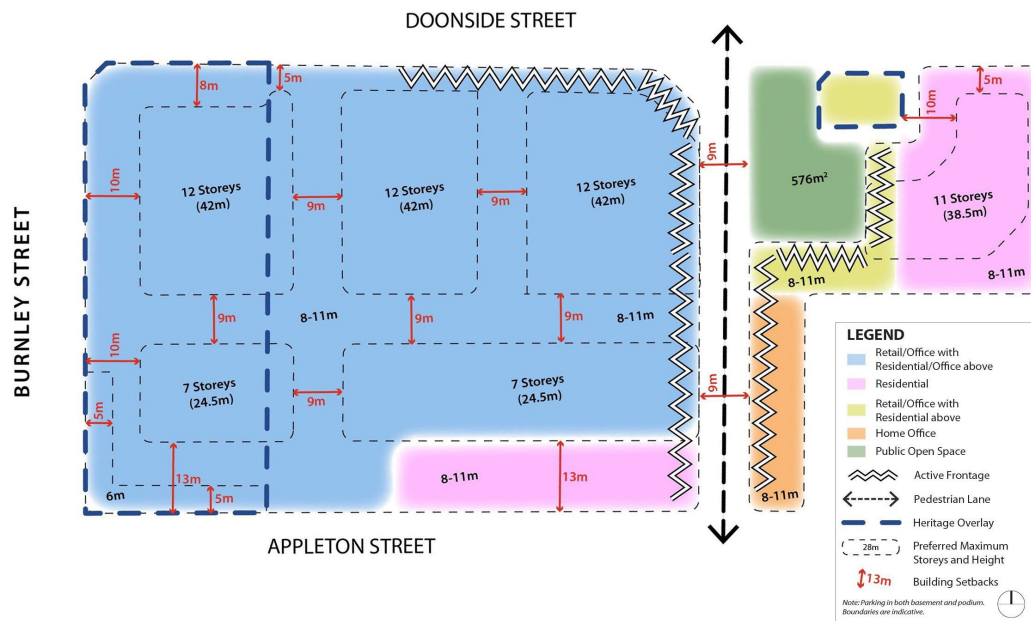 DOONSIDE STREET
8m
5m
5m
10m
9m
576m²
10m
12 Storeys
(42m)
9m
12 Storeys
(42m)
9m
12 Storeys
(42m)
11 Storeys
(38.5m)
BURNLEY STREET
8-11m
8-11m
9m
8-11m
9m
9m
8-11m
10m
7 Storeys
(24.5m)
9m
7 Storeys
(24.5m)
9m
5m
13m
8-11m
13m
6m
5m
8-11m
APPLETON STREET
LEGEND
Retail/Office with
Residential/Office above
Residential
Retail/Office with
Residential above
Home Office
Public Open Space
Active Frontage
Pedestrian Lane
Heritage Overlay
28m
Preferred Maximum
Storeys and Height
13m
Building Setbacks
Note: Parking in both basement and podium.
Boundaries are indicative.